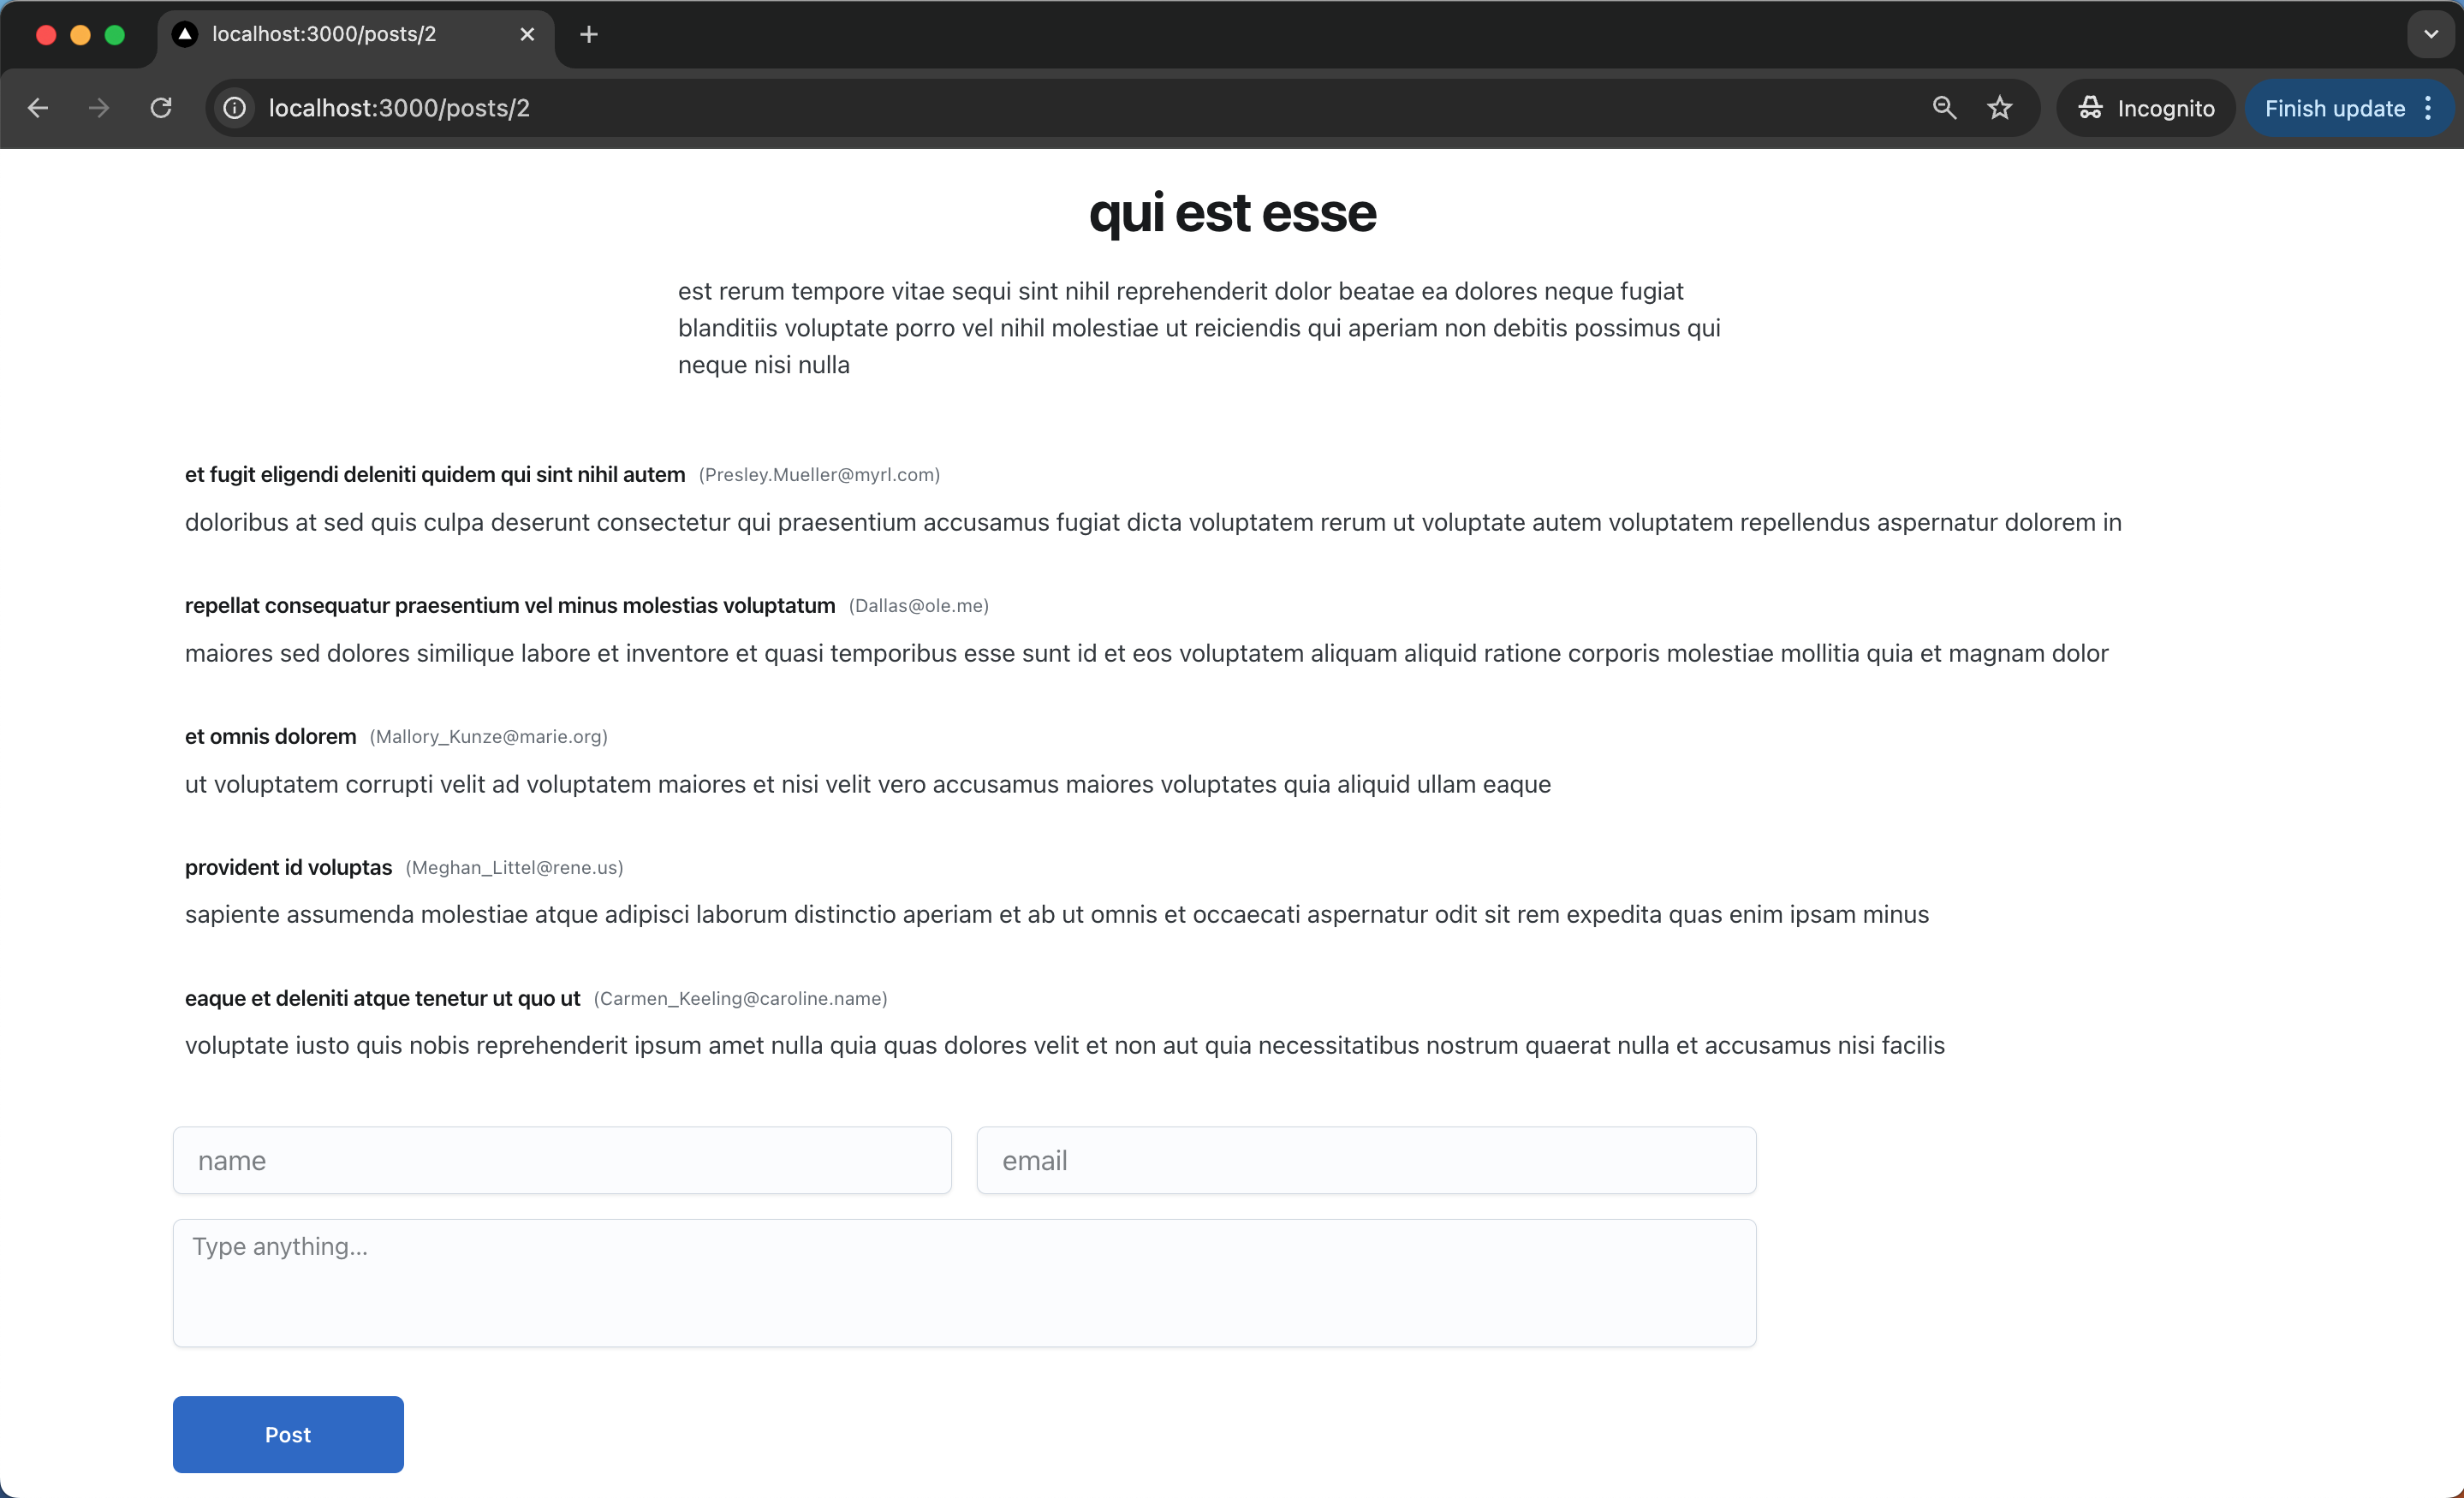 localhost:3000/posts/2
localhost:3000/posts/2
Incognito
Finish update
qui est esse
est rerum tempore vitae sequi sint nihil reprehenderit dolor beatae ea dolores neque fugiat
blanditiis voluptate porro vel nihil molestiae ut reiciendis qui aperiam non debitis possimus qui
neque nisi nulla
et fugit eligendi deleniti quidem qui sint nihil autem (Presley.Mueller@myrl.com)
doloribus at sed quis culpa deserunt consectetur qui praesentium accusamus fugiat dicta voluptatem rerum ut voluptate autem voluptatem repellendus aspernatur dolorem in
repellat consequatur praesentium vel minus molestias voluptatum (Dallas@ole.me)
maiores sed dolores similique labore et inventore et quasi temporibus esse sunt id et eos voluptatem aliquam aliquid ratione corporis molestiae mollitia quia et magnam dolor
et omnis dolorem (Mallory_Kunze@marie.org)
ut voluptatem corrupti velit ad voluptatem maiores et nisi velit vero accusamus maiores voluptates quia aliquid ullam eaque
provident id voluptas (Meghan_Littel@rene.us)
sapiente assumenda molestiae atque adipisci laborum distinctio aperiam et ab ut omnis et occaecati aspernatur odit sit rem expedita quas enim ipsam minus
eaque et deleniti atque tenetur ut quo ut (Carmen_Keeling@caroline.name)
voluptate iusto quis nobis reprehenderit ipsum amet nulla quia quas dolores velit et non aut quia necessitatibus nostrum quaerat nulla et accusamus nisi facilis
name
email
Type anything...
Post